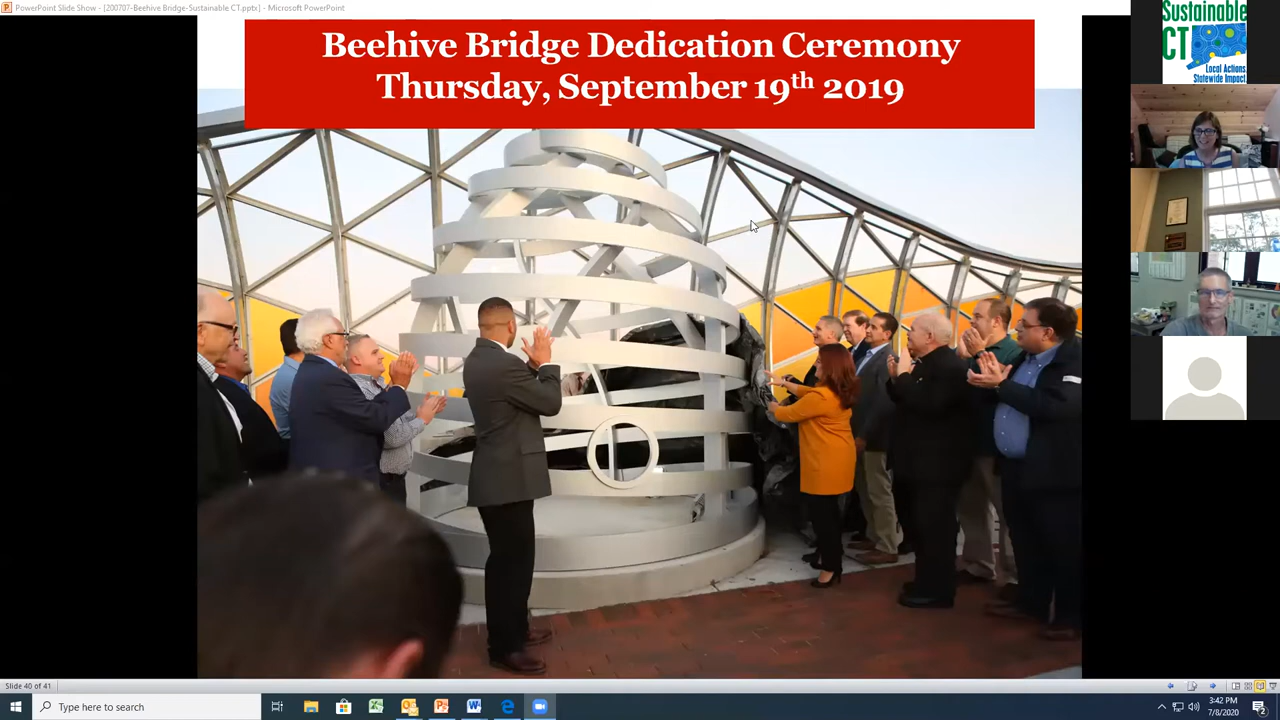 PowerPoint Slide Show - [200707-Beehive Bridge-Sustainable CT.pptx] - Microsoft PowerPoint
Beehive Bridge Dedication Ceremony
Thursday, September 19th 2019
Sustainable
CT
Local Actions.
Statewide Impact.
Slide 40 of 41
Type here to search
3:42 PM
7/8/2020
2